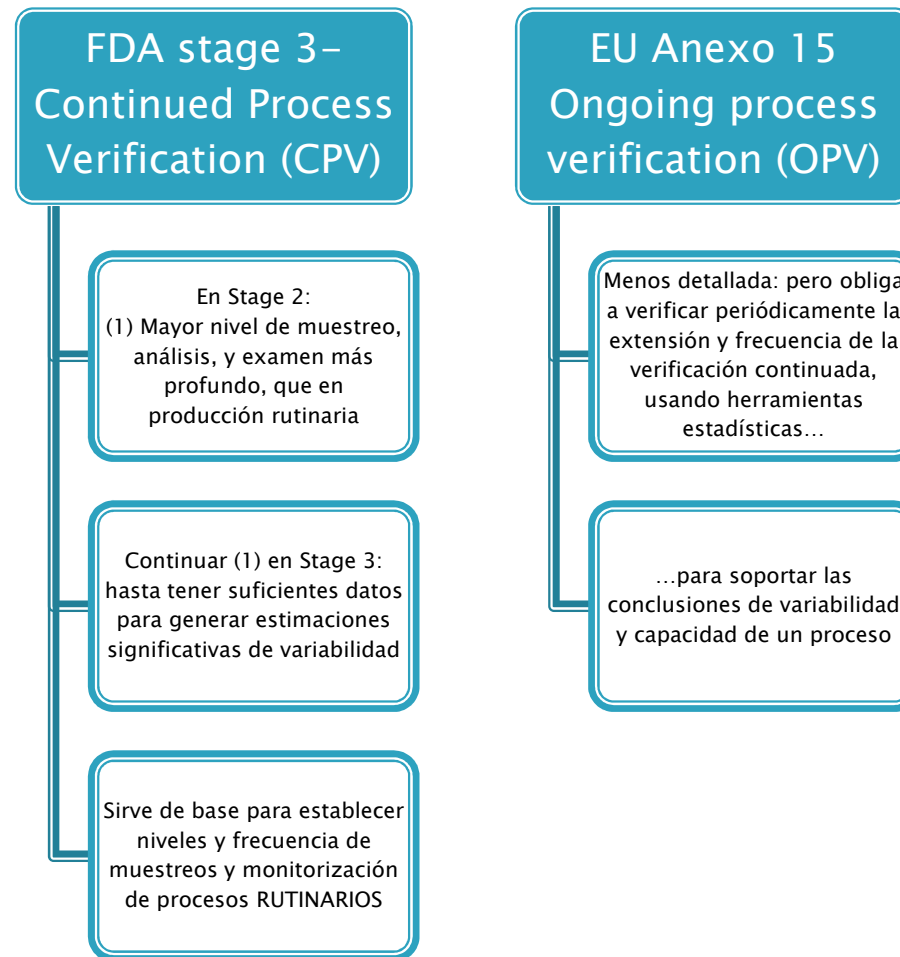 FDA stage 3-
Continued Process
Verification (CPV)
En Stage 2:
(1) Mayor nivel de muestreo,
análisis, y examen más
profundo, que en
producción rutinaria
Continuar (1) en Stage 3:
hasta tener suficientes datos
para generar estimaciones
significativas de variabilidad
Sirve de base para establecer
niveles y frecuencia de
muestreos y monitorización
de procesos RUTINARIOS
EU Anexo 15
Ongoing process
verification (OPV)
Menos detallada: pero obliga
a verificar periódicamente la
extensión y frecuencia de la
verificación continuada,
usando herramientas
estadísticas…
…para soportar las
conclusiones de variabilidad
y capacidad de un proceso